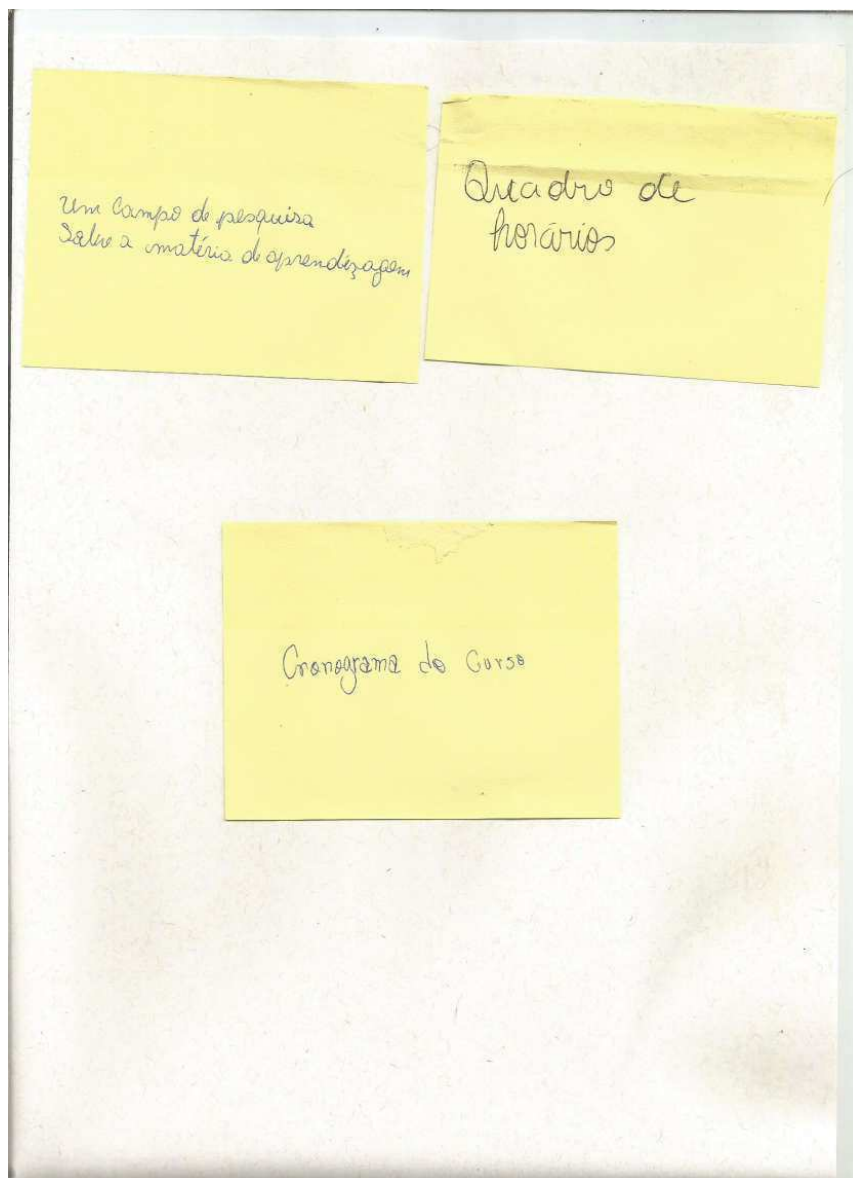 Um campo de pesquisa
Sobre a matéria de aprendizagem
Quadro de
horários
Cronograma do Curso